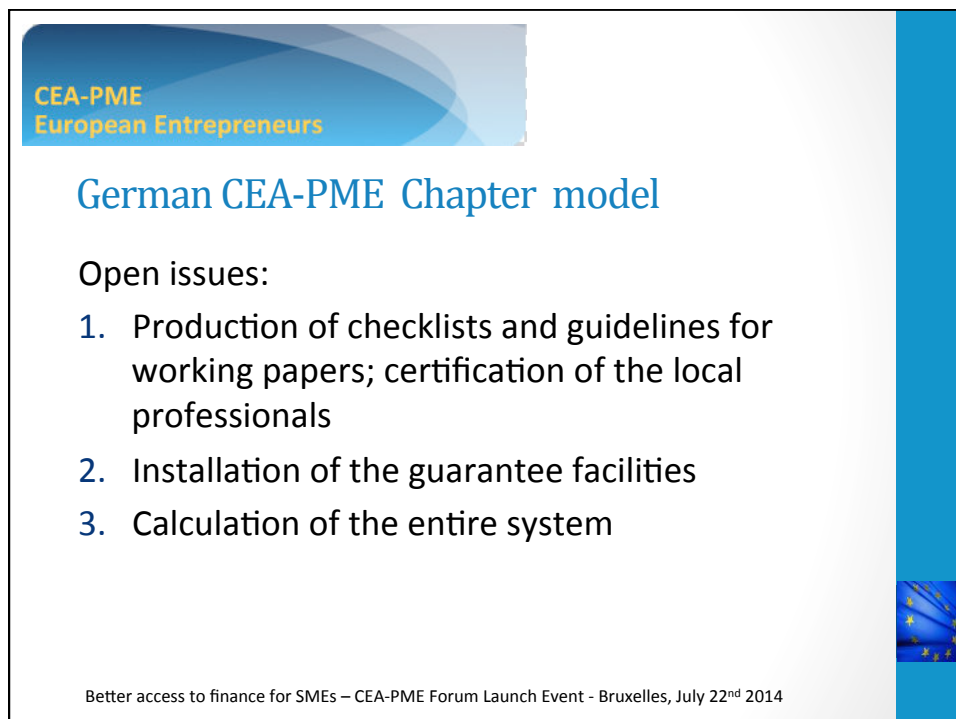 CEA-PME
European Entrepreneurs
German CEA-PME Chapter model
Open issues:
1. Production of checklists and guidelines for
working papers; certification of the local
professionals
2. Installation of the guarantee facilities
3. Calculation of the entire system
Better access to finance for SMEs – CEA-PME Forum Launch Event - Bruxelles, July 22nd 2014